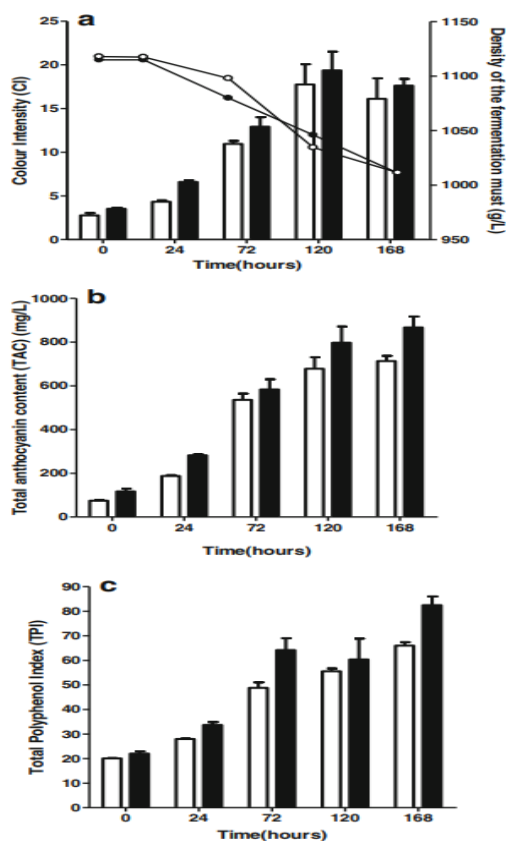 a
Colour Intensity (CI)
25
20
15
10
5
0
1150
1100
1050
1000
950
Density of the fermentation must (g/L)
0 24 72 120 168
Time(hours)
b
Total anthocyanin content (TAC) (mg/L)
1000
800
600
400
200
0
0 24 72 120 168
Time(hours)
c
Total Polyphenol Index (TPI)
90
80
70
60
50
40
30
20
10
0
0 24 72 120 168
Time(hours)